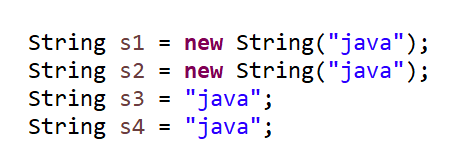 String s1 = new String("java");
String s2 = new String("java");
String s3 = "java";
String s4 = "java";